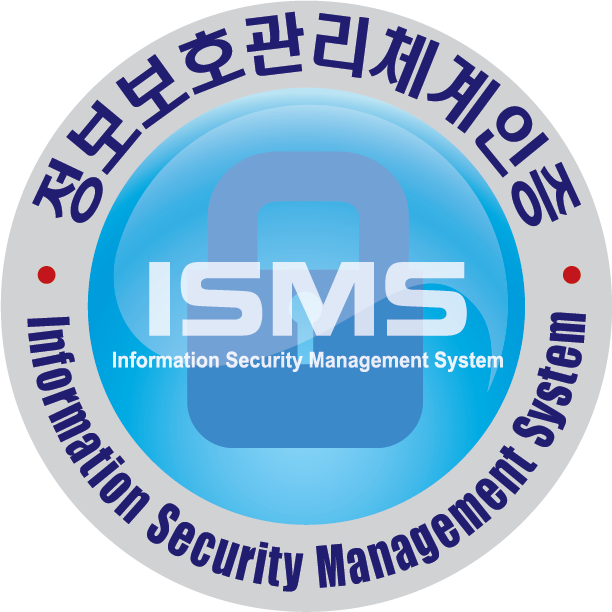 정보보호관리체계인증
ISMS
Information Security Management System
Information Security Management System